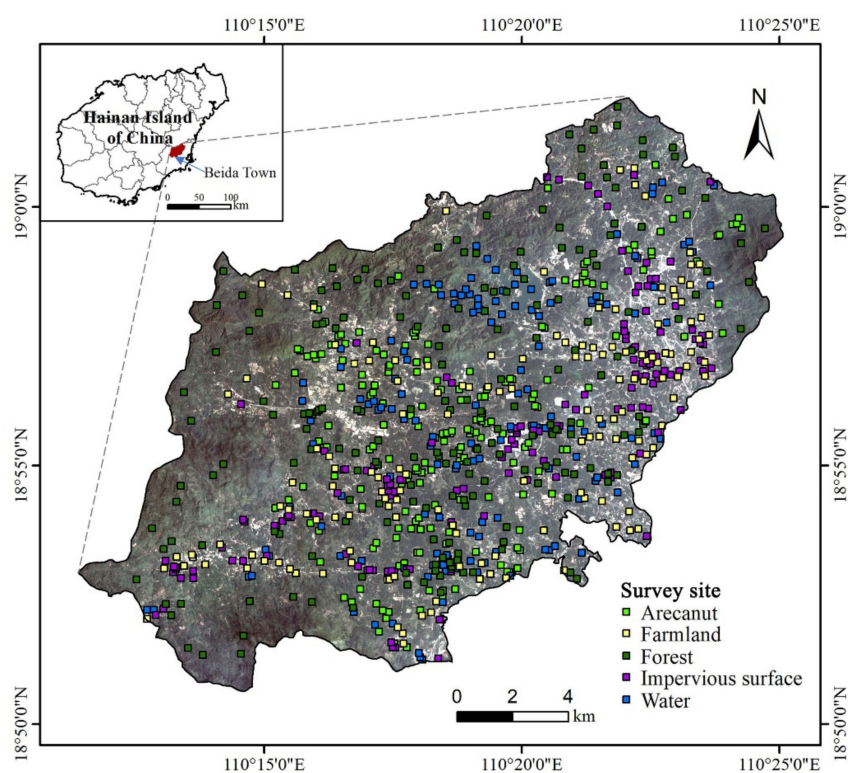 110°15'0"E 110°20'0"E 110°25'0"E
Hainan Island
of China
Beida Town
0 50 100
km
N
19°0'0"N 19°0'0"N
18°55'0"N 18°55'0"N
18°50'0"N 18°50'0"N
Survey site
Arecanut
Farmland
Forest
Impervious surface
Water
0 2 4
km
110°15'0"E 110°20'0"E 110°25'0"E